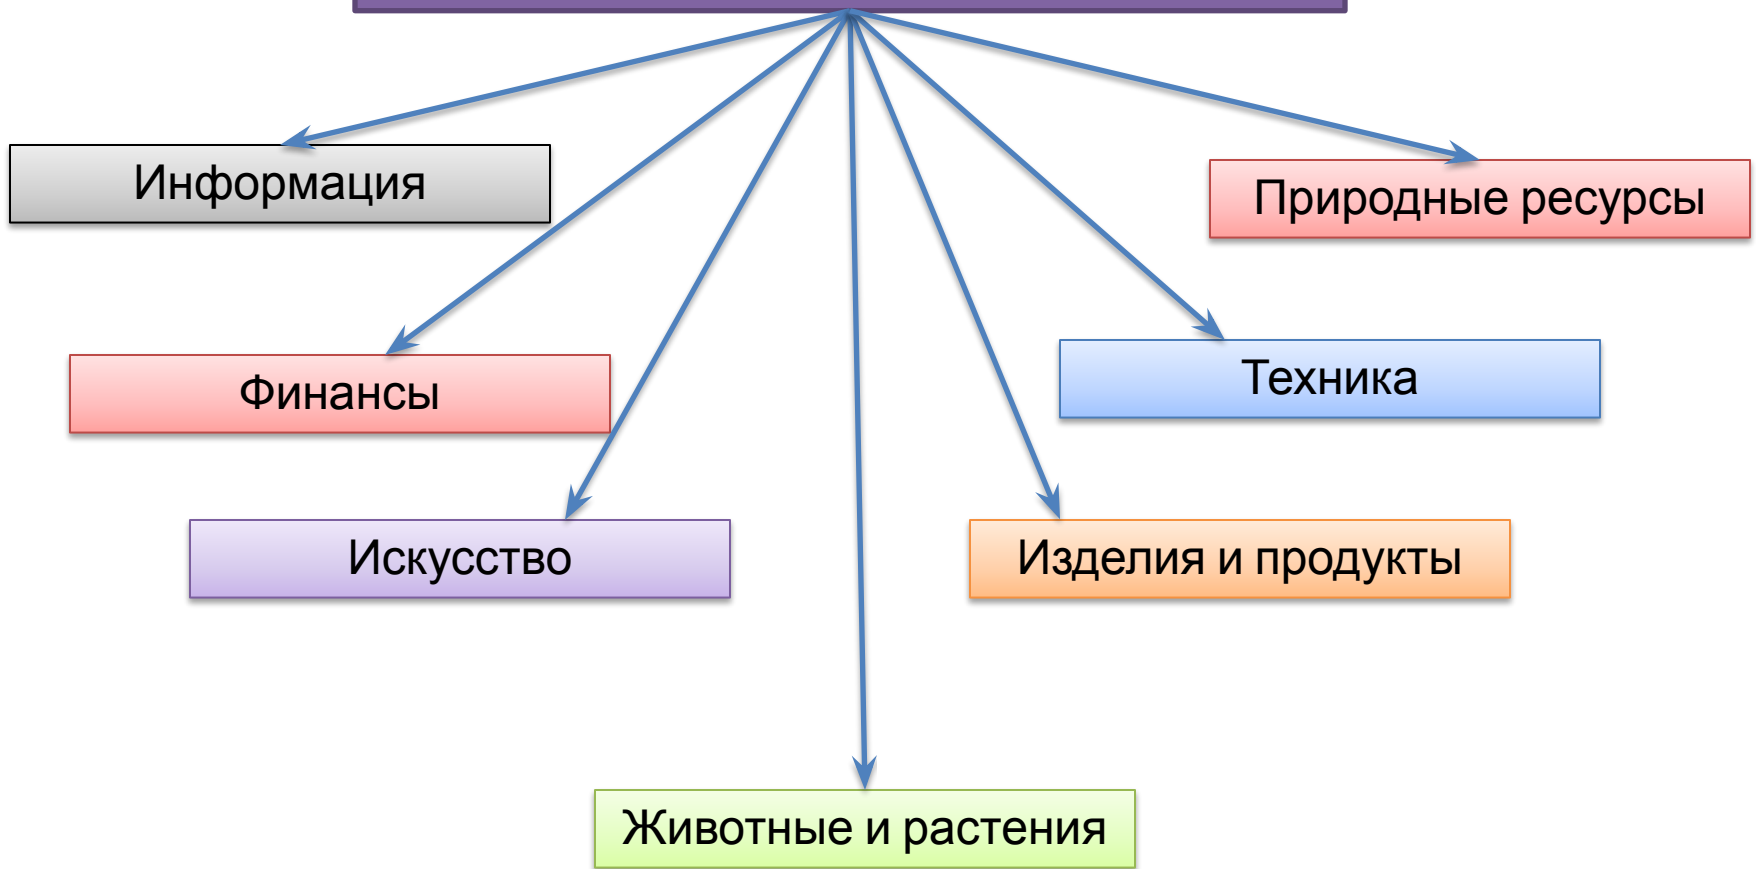 Информация
Природные ресурсы
Финансы
Техника
Искусство
Изделия и продукты
Животные и растения